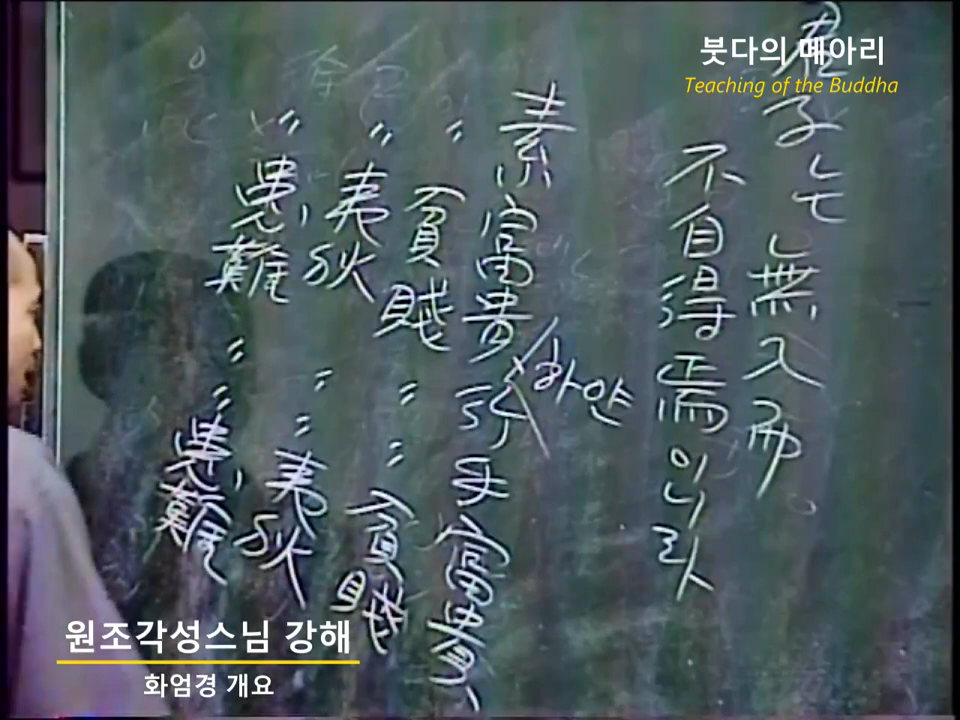 붓다의 메아리
Teaching of the Buddha
君子는 無入而
不自得焉이니라
素富貴 行乎富貴、
하얀
〃 貧賤 〃 〃 貧賤
〃 夷狄 〃 〃 夷狄
〃 患難 〃 〃 患難
원조각성스님 강해
화엄경 개요